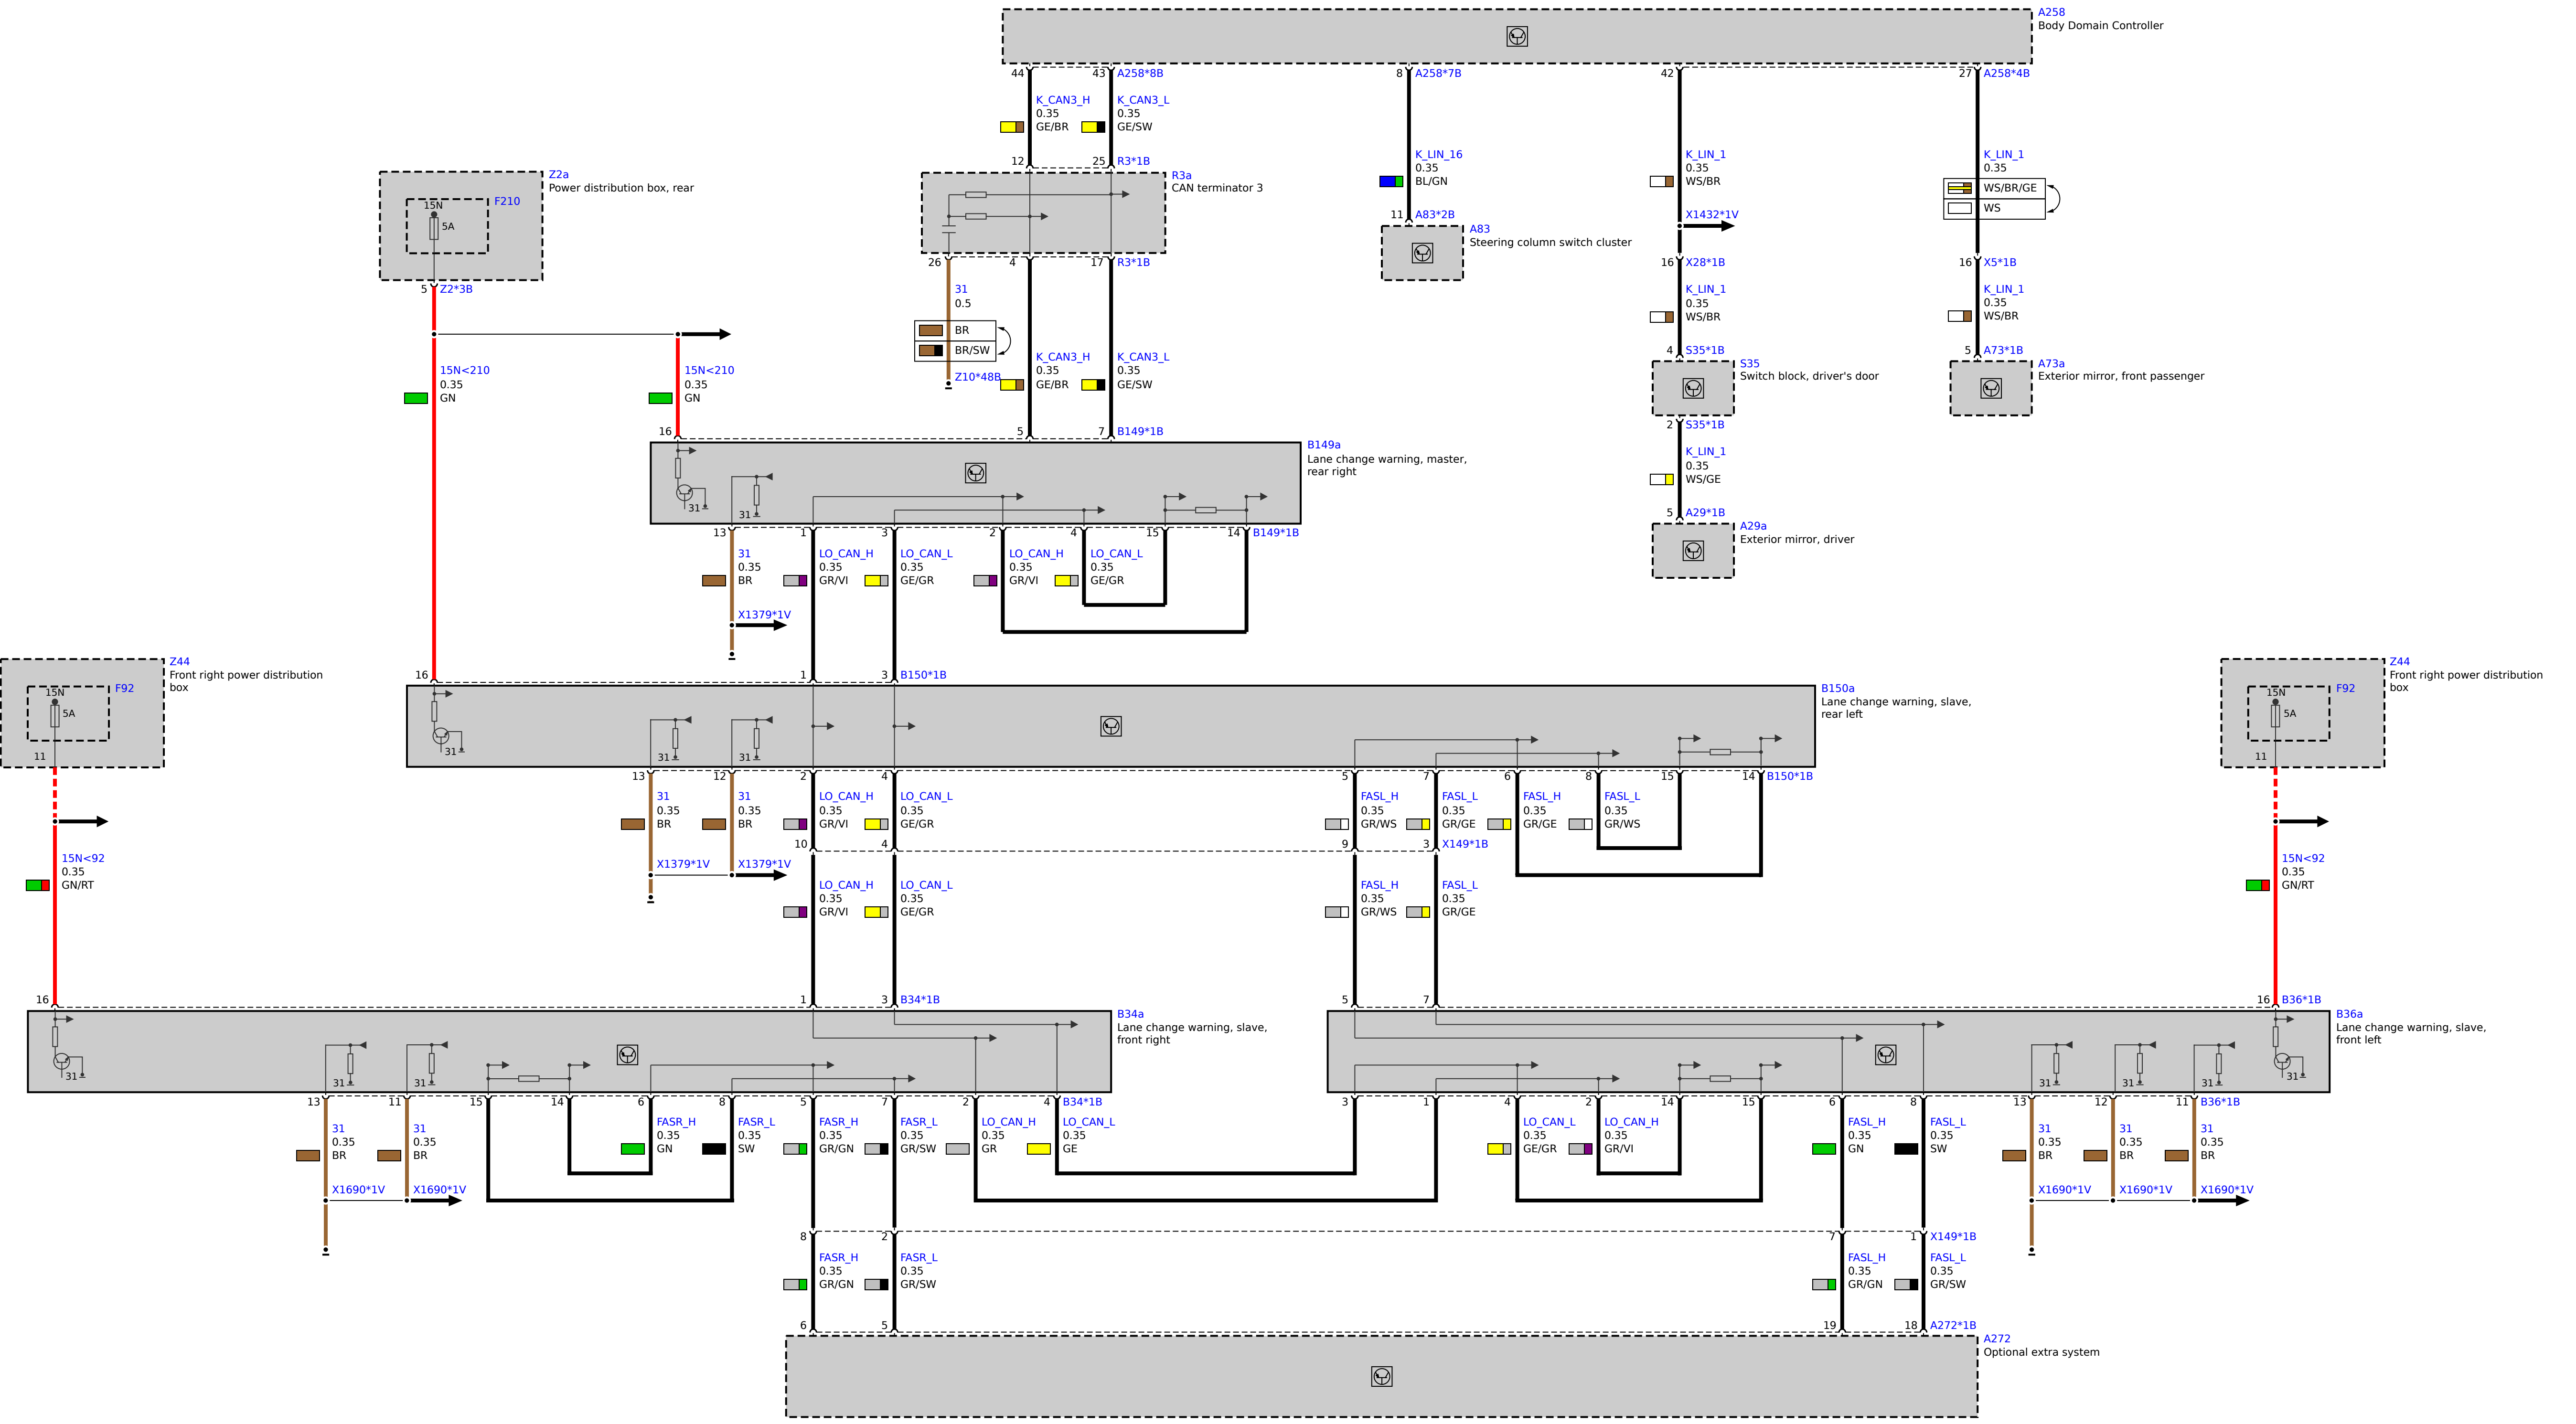 A258
Body Domain Controller
44 43 A258*8B 8 A258*7B 42 27 A258*4B
K_CAN3_H K_CAN3_L
0.35 0.35
GE/BR GE/SW
12 25 R3*1B
K_LIN_16
0.35
BL/GN
11 A83*2B
A83
Steering column switch cluster
K_LIN_1
0.35
WS/BR
X1432*1V
16 X28*1B
K_LIN_1
0.35
WS/BR
4 S35*1B
S35
Switch block, driver's door
2 S35*1B
K_LIN_1
0.35
WS/GE
5 A29*1B
A29a
Exterior mirror, driver
K_LIN_1
0.35
WS/BR/GE
WS
16 X5*1B
K_LIN_1
0.35
WS/BR
5 A73*1B
A73a
Exterior mirror, front passenger
Z2a
Power distribution box, rear
15N F210
5A
5 Z2*3B
15N<210 15N<210
0.35 0.35
GN GN
R3a
CAN terminator 3
26 4 17 R3*1B
31
0.5
BR
BR/SW
Z10*48B
K_CAN3_H K_CAN3_L
0.35 0.35
GE/BR GE/SW
16 5 7 B149*1B
B149a
Lane change warning, master,
rear right
31 31
13 1 3 2 4 15 14 B149*1B
31 LO_CAN_H LO_CAN_L LO_CAN_H LO_CAN_L
0.35 0.35 0.35 0.35 0.35
BR GR/VI GE/GR GR/VI GE/GR
X1379*1V
16 1 3 B150*1B
B150a
Lane change warning, slave,
rear left
31 31 31
13 12 2 4 5 7 6 8 15 14 B150*1B
31 31 LO_CAN_H LO_CAN_L FASL_H FASL_L FASL_H FASL_L
0.35 0.35 0.35 0.35 0.35 0.35 0.35 0.35
BR BR GR/VI GE/GR GR/WS GR/GE GR/GE GR/WS
10 4 9 3 X149*1B
X1379*1V X1379*1V
LO_CAN_H LO_CAN_L FASL_H FASL_L
0.35 0.35 0.35 0.35
GR/VI GE/GR GR/WS GR/GE
Z44
Front right power distribution
box
15N F92
5A
11
15N<92
0.35
GN/RT
Z44
Front right power distribution
box
15N F92
5A
11
15N<92
0.35
GN/RT
16 1 3 B34*1B 5 7 16 B36*1B
B34a
Lane change warning, slave,
front right
31 31 31
B36a
Lane change warning, slave,
front left
31 31 31 31
13 11 15 14 6 8 5 7 2 4 B34*1B 3 1 4 2 14 15 6 8 13 12 11 B36*1B
31 31 FASR_H FASR_L FASR_H FASR_L LO_CAN_H LO_CAN_L LO_CAN_L LO_CAN_H FASL_H FASL_L 31 31 31
0.35 0.35 0.35 0.35 0.35 0.35 0.35 0.35 0.35 0.35 0.35 0.35 0.35 0.35 0.35
BR BR GN SW GR/GN GR/SW GR GE GE/GR GR/VI GN SW BR BR BR
X1690*1V X1690*1V X1690*1V X1690*1V X1690*1V
8 2 7 1 X149*1B
FASR_H FASR_L FASL_H FASL_L
0.35 0.35 0.35 0.35
GR/GN GR/SW GR/GN GR/SW
6 5 19 18 A272*1B
A272
Optional extra system